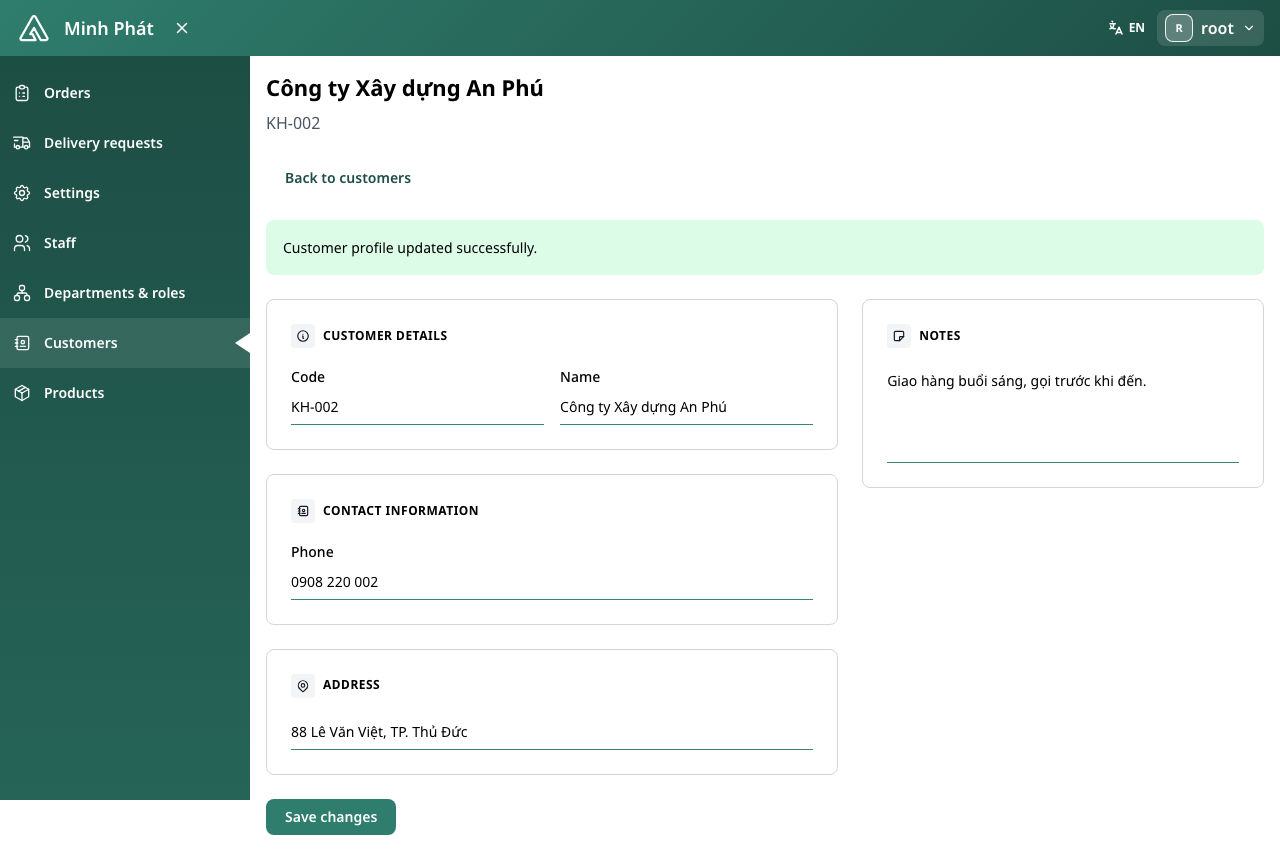 Minh Phát
EN
R
root
Orders
Delivery requests
Settings
Staff
Departments & roles
Customers
Products
Công ty Xây dựng An Phú
KH-002
Back to customers
Customer profile updated successfully.
CUSTOMER DETAILS
Code
Name
KH-002
Công ty Xây dựng An Phú
CONTACT INFORMATION
Phone
0908 220 002
ADDRESS
88 Lê Văn Việt, TP. Thủ Đức
NOTES
Giao hàng buổi sáng, gọi trước khi đến.
Save changes